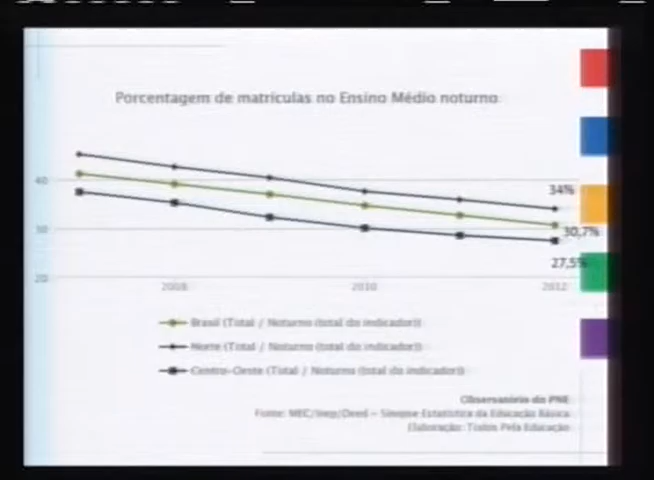 Porcentagem de matrículas no Ensino Médio noturno
40
34%
30
30,7%
27,5%
20
2008
2010
2012
Brasil (Total / Noturno (total do indicador))
Norte (Total / Noturno (total do indicador))
Centro-Oeste (Total / Noturno (total do indicador))
Observatório do PNE
Fonte: MEC/Inep/Deed – Sinopse Estatística da Educação Básica
Elaboração: Todos Pela Educação